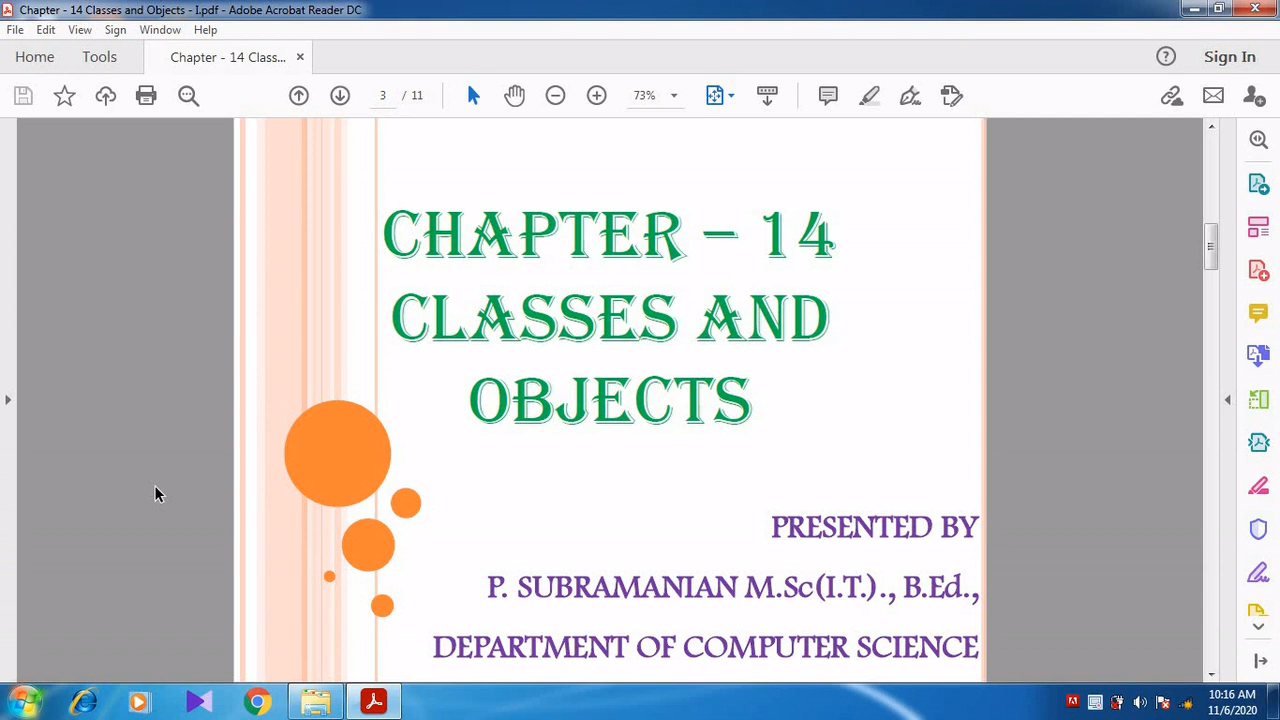 Chapter - 14 Classes and Objects - I.pdf - Adobe Acrobat Reader DC
File Edit View Sign Window Help
Home Tools Chapter - 14 Class... × Sign In
3 / 11 73%
CHAPTER – 14
CLASSES AND
OBJECTS
PRESENTED BY
P. SUBRAMANIAN M.Sc(I.T.)., B.Ed.,
DEPARTMENT OF COMPUTER SCIENCE
10:16 AM
11/6/2020